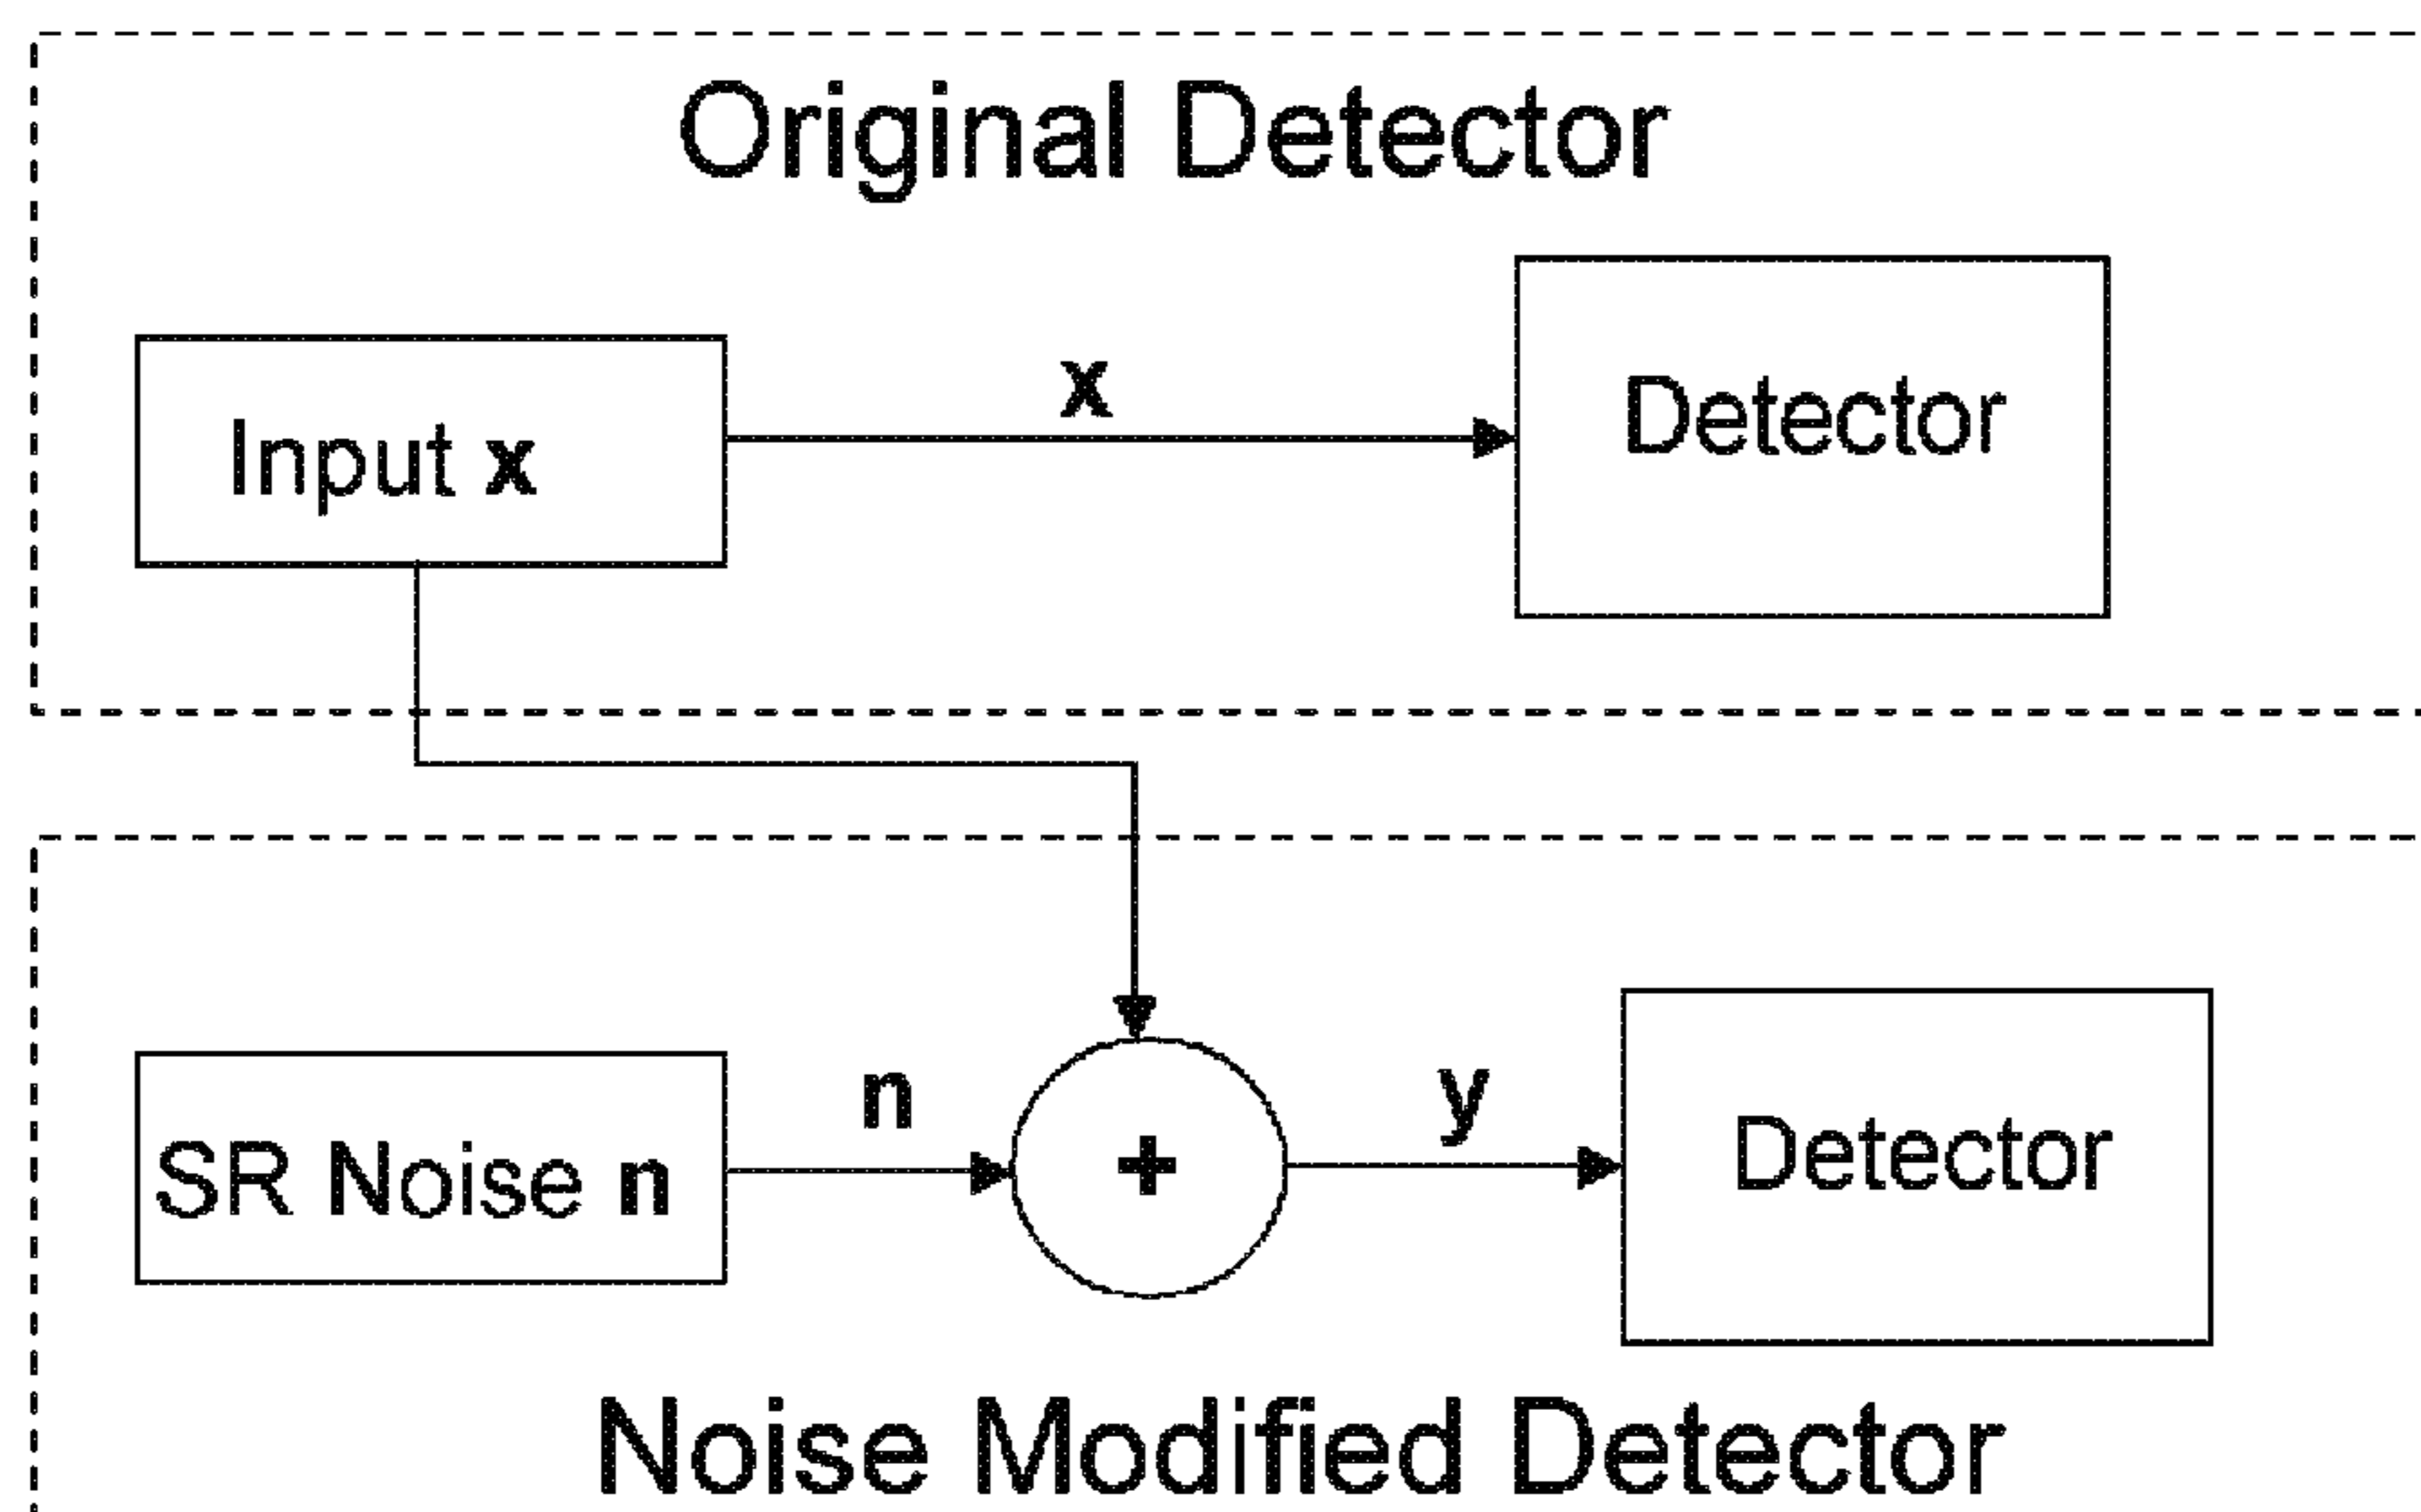 Original Detector
x
Input x
Detector
n
y
SR Noise n
+
Detector
Noise Modified Detector